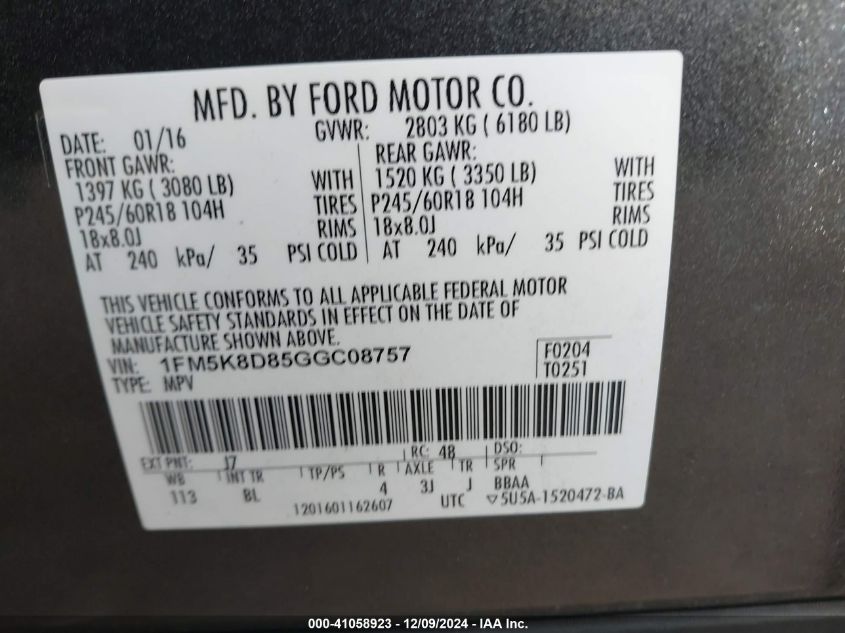 MFD. BY FORD MOTOR CO.
DATE: 01/16 GVWR: 2803 KG ( 6180 LB)
FRONT GAWR: REAR GAWR:
1397 KG ( 3080 LB) WITH 1520 KG ( 3350 LB) WITH
P245/60R18 104H TIRES P245/60R18 104H TIRES
18x8.0J RIMS 18x8.0J RIMS
AT 240 kPa/ 35 PSI COLD AT 240 kPa/ 35 PSI COLD
THIS VEHICLE CONFORMS TO ALL APPLICABLE FEDERAL MOTOR
VEHICLE SAFETY STANDARDS IN EFFECT ON THE DATE OF
MANUFACTURE SHOWN ABOVE.
VIN: 1FM5K8D85GGC08757 F0204
TYPE: MPV T0251
EXT PNT: J7 RC: 48 DSO:
WB INT TR TP/PS R AXLE TR SPR
113 BL 4 3J J BBAA
1201601162607 UTC ▽5U5A-1520472-BA
000-41058923 - 12/09/2024 - IAA Inc.